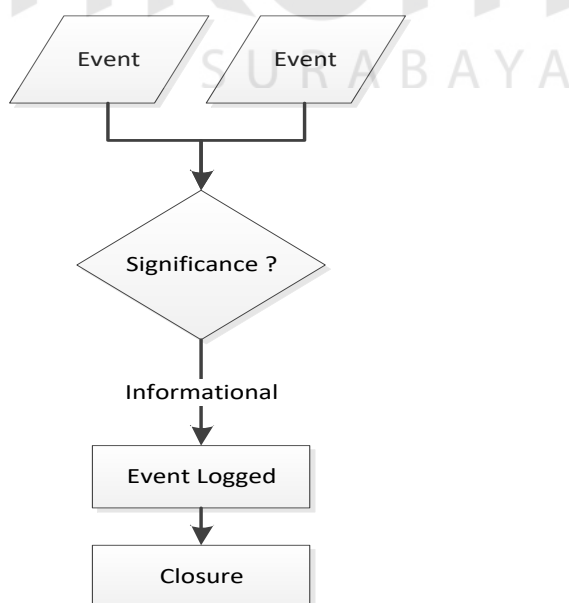 SURABAYA
Event Event
Significance ?
Informational
Event Logged
Closure